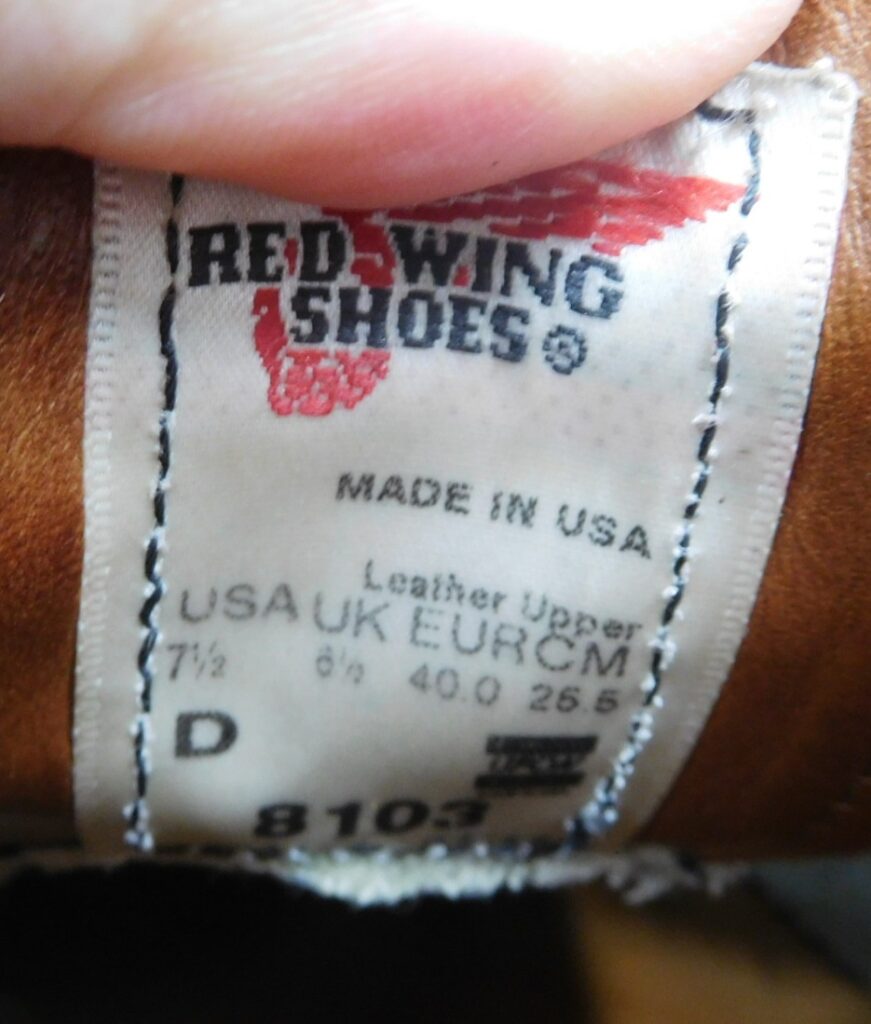 RED WING
SHOES ®
MADE IN USA
Leather Upper
USA UK EUR CM
7½ 6½ 40.0 25.5
D
8103